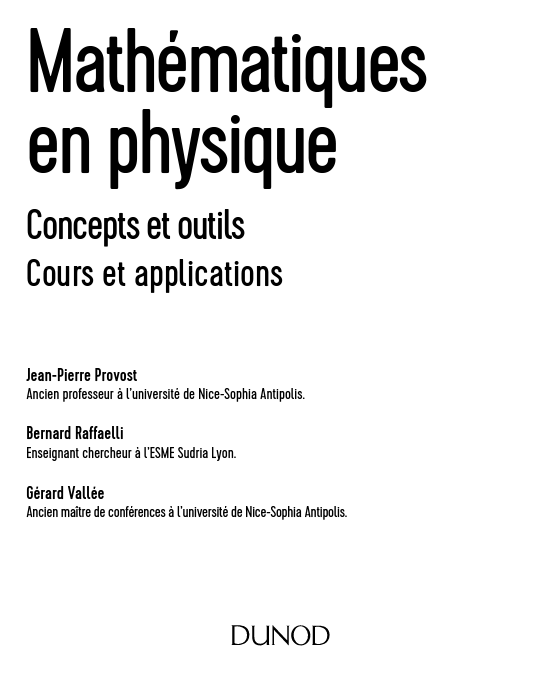 Mathématiques
en physique
Concepts et outils
Cours et applications
Jean-Pierre Provost
Ancien professeur à l'université de Nice-Sophia Antipolis.
Bernard Raffaelli
Enseignant chercheur à l'ESME Sudria Lyon.
Gérard Vallée
Ancien maître de conférences à l'université de Nice-Sophia Antipolis.
DUNOD